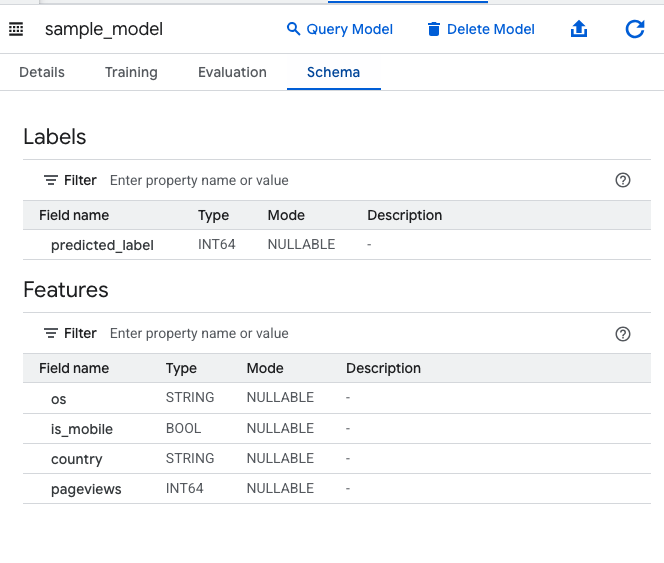 sample_model Query Model Delete Model
Details Training Evaluation Schema
Labels
Filter Enter property name or value
Field name Type Mode Description
predicted_label INT64 NULLABLE -
Features
Filter Enter property name or value
Field name Type Mode Description
os STRING NULLABLE -
is_mobile BOOL NULLABLE -
country STRING NULLABLE -
pageviews INT64 NULLABLE -